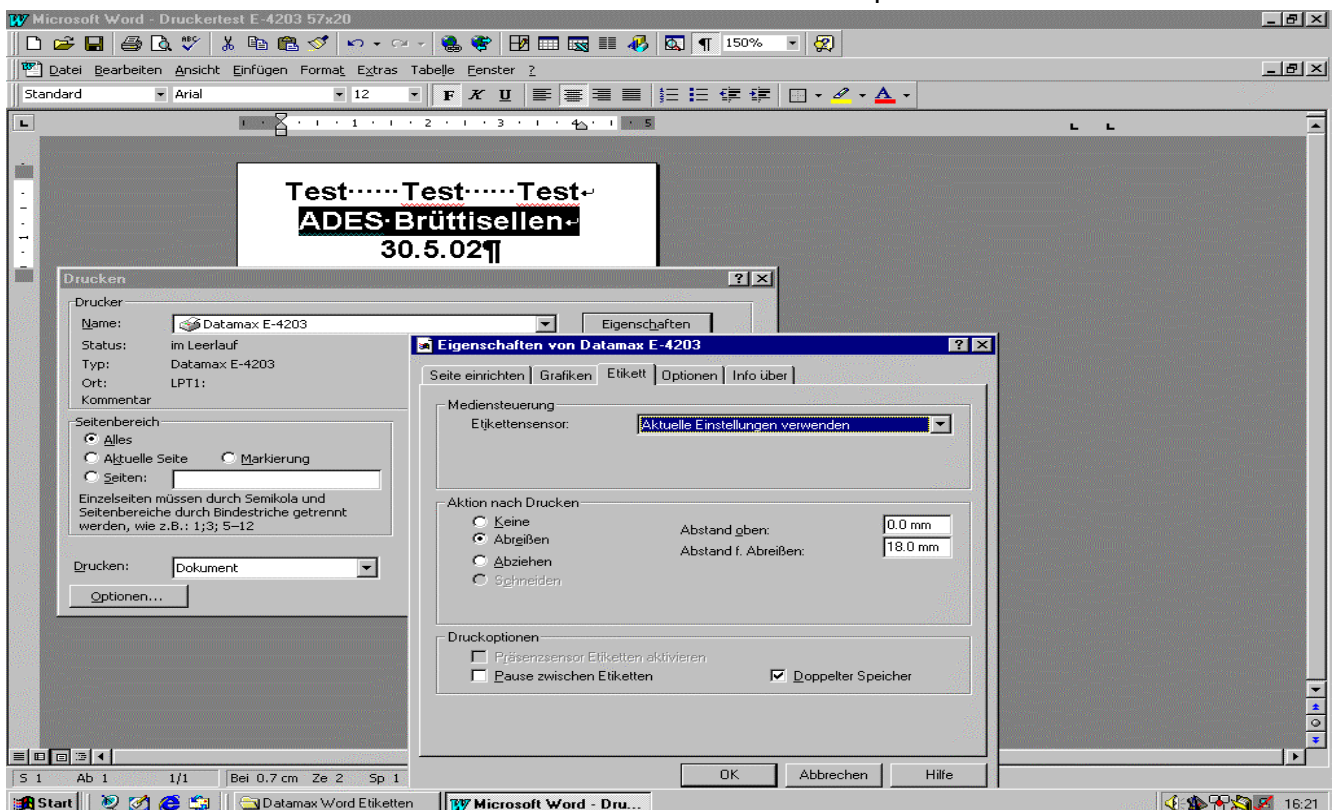 Microsoft Word - Druckertest E-4203 57x20
150%
Datei Bearbeiten Ansicht Einfügen Format Extras Tabelle Fenster ?
Standard Arial 12 F K U
1 2 3 4 5
Test······Test······Test↵
ADES·Brüttisellen↵
30.5.02¶
Drucken
Drucker
Name: Datamax E-4203 Eigenschaften
Status: im Leerlauf
Typ: Datamax E-4203
Ort: LPT1:
Kommentar
Seitenbereich
Alles
Aktuelle Seite Markierung
Seiten:
Einzelseiten müssen durch Semikola und
Seitenbereiche durch Bindestriche getrennt
werden, wie z.B.: 1;3; 5–12
Drucken: Dokument
Optionen...
Eigenschaften von Datamax E-4203
Seite einrichten Grafiken Etikett Optionen Info über
Mediensteuerung
Etikettensensor: Aktuelle Einstellungen verwenden
Aktion nach Drucken
Keine
Abreißen
Abziehen
Schneiden
Abstand oben: 0.0 mm
Abstand f. Abreißen: 18.0 mm
Druckoptionen
Präsenzsensor Etiketten aktivieren
Pause zwischen Etiketten Doppelter Speicher
OK Abbrechen Hilfe
S 1 Ab 1 1/1 Bei 0.7 cm Ze 2 Sp 1
Start Datamax Word Etiketten Microsoft Word - Dru... 16:21